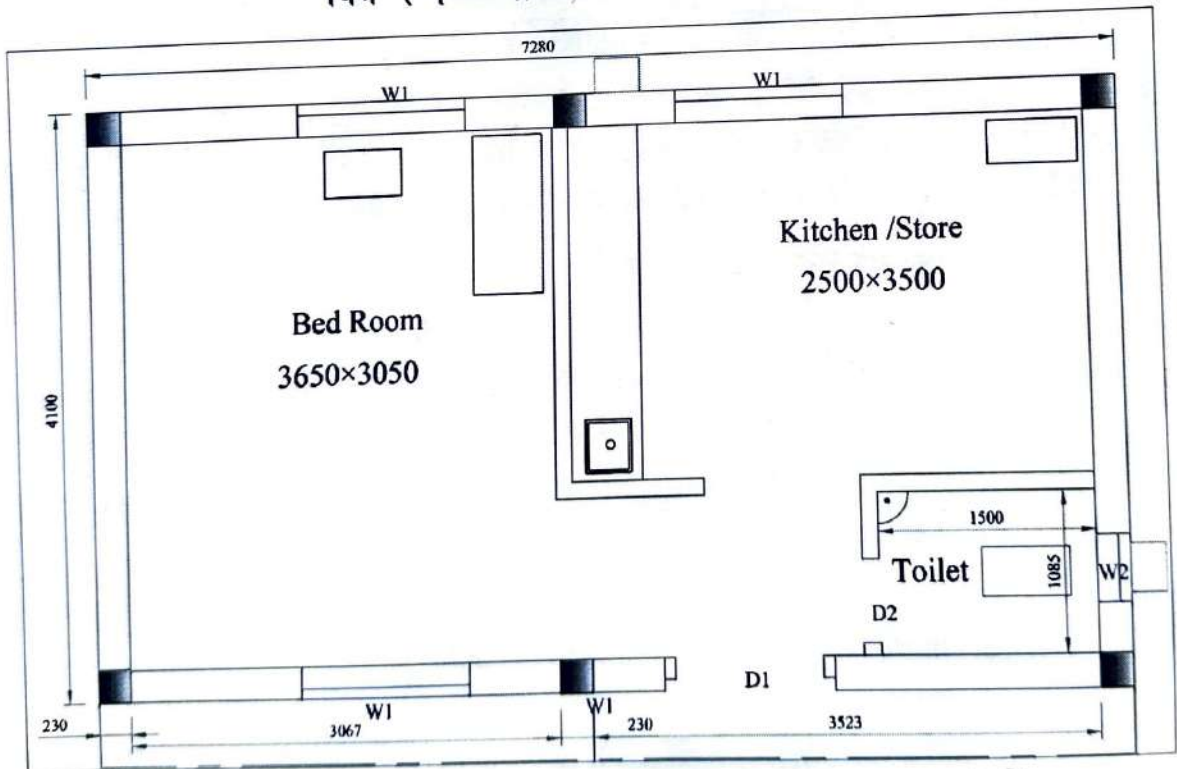 7280
W1
W1
Kitchen /Store
2500×3500
Bed Room
3650×3050
4100
1500
Toilet
1085
W2
D2
D1
W1
W1
230
3067
230
3523